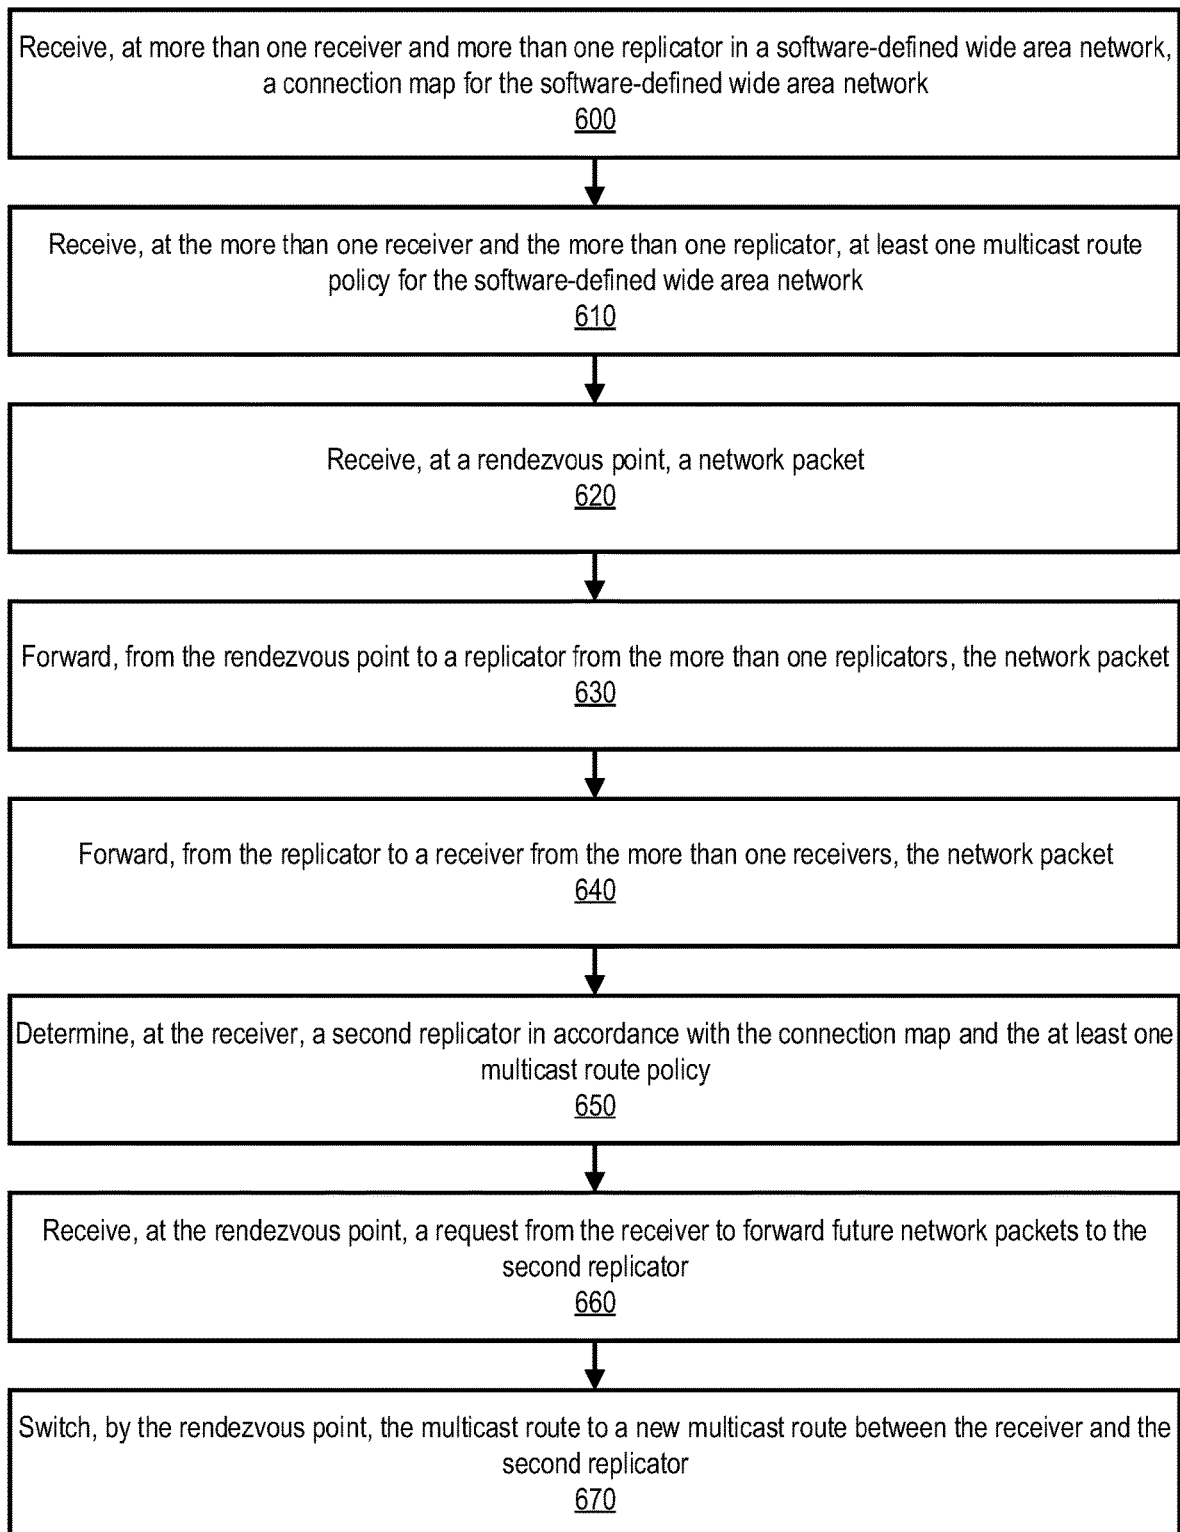 Receive, at more than one receiver and more than one replicator in a software-defined wide area network,
a connection map for the software-defined wide area network
600
Receive, at the more than one receiver and the more than one replicator, at least one multicast route
policy for the software-defined wide area network
610
Receive, at a rendezvous point, a network packet
620
Forward, from the rendezvous point to a replicator from the more than one replicators, the network packet
630
Forward, from the replicator to a receiver from the more than one receivers, the network packet
640
Determine, at the receiver, a second replicator in accordance with the connection map and the at least one
multicast route policy
650
Receive, at the rendezvous point, a request from the receiver to forward future network packets to the
second replicator
660
Switch, by the rendezvous point, the multicast route to a new multicast route between the receiver and the
second replicator
670